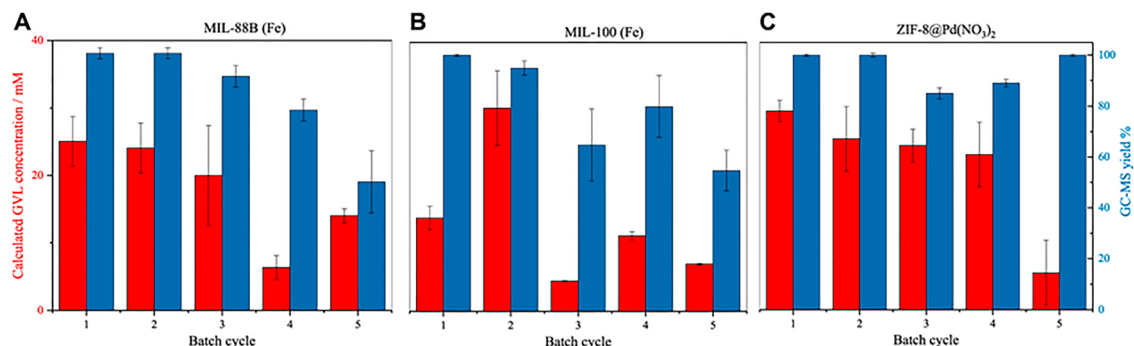 A
MIL-88B (Fe)
B
MIL-100 (Fe)
C
ZIF-8@Pd(NO₃)₂
Calculated GVL concentration / mM
40
20
0
100
80
60
40
20
0
GC-MS yield %
1 2 3 4 5
1 2 3 4 5
1 2 3 4 5
Batch cycle
Batch cycle
Batch cycle